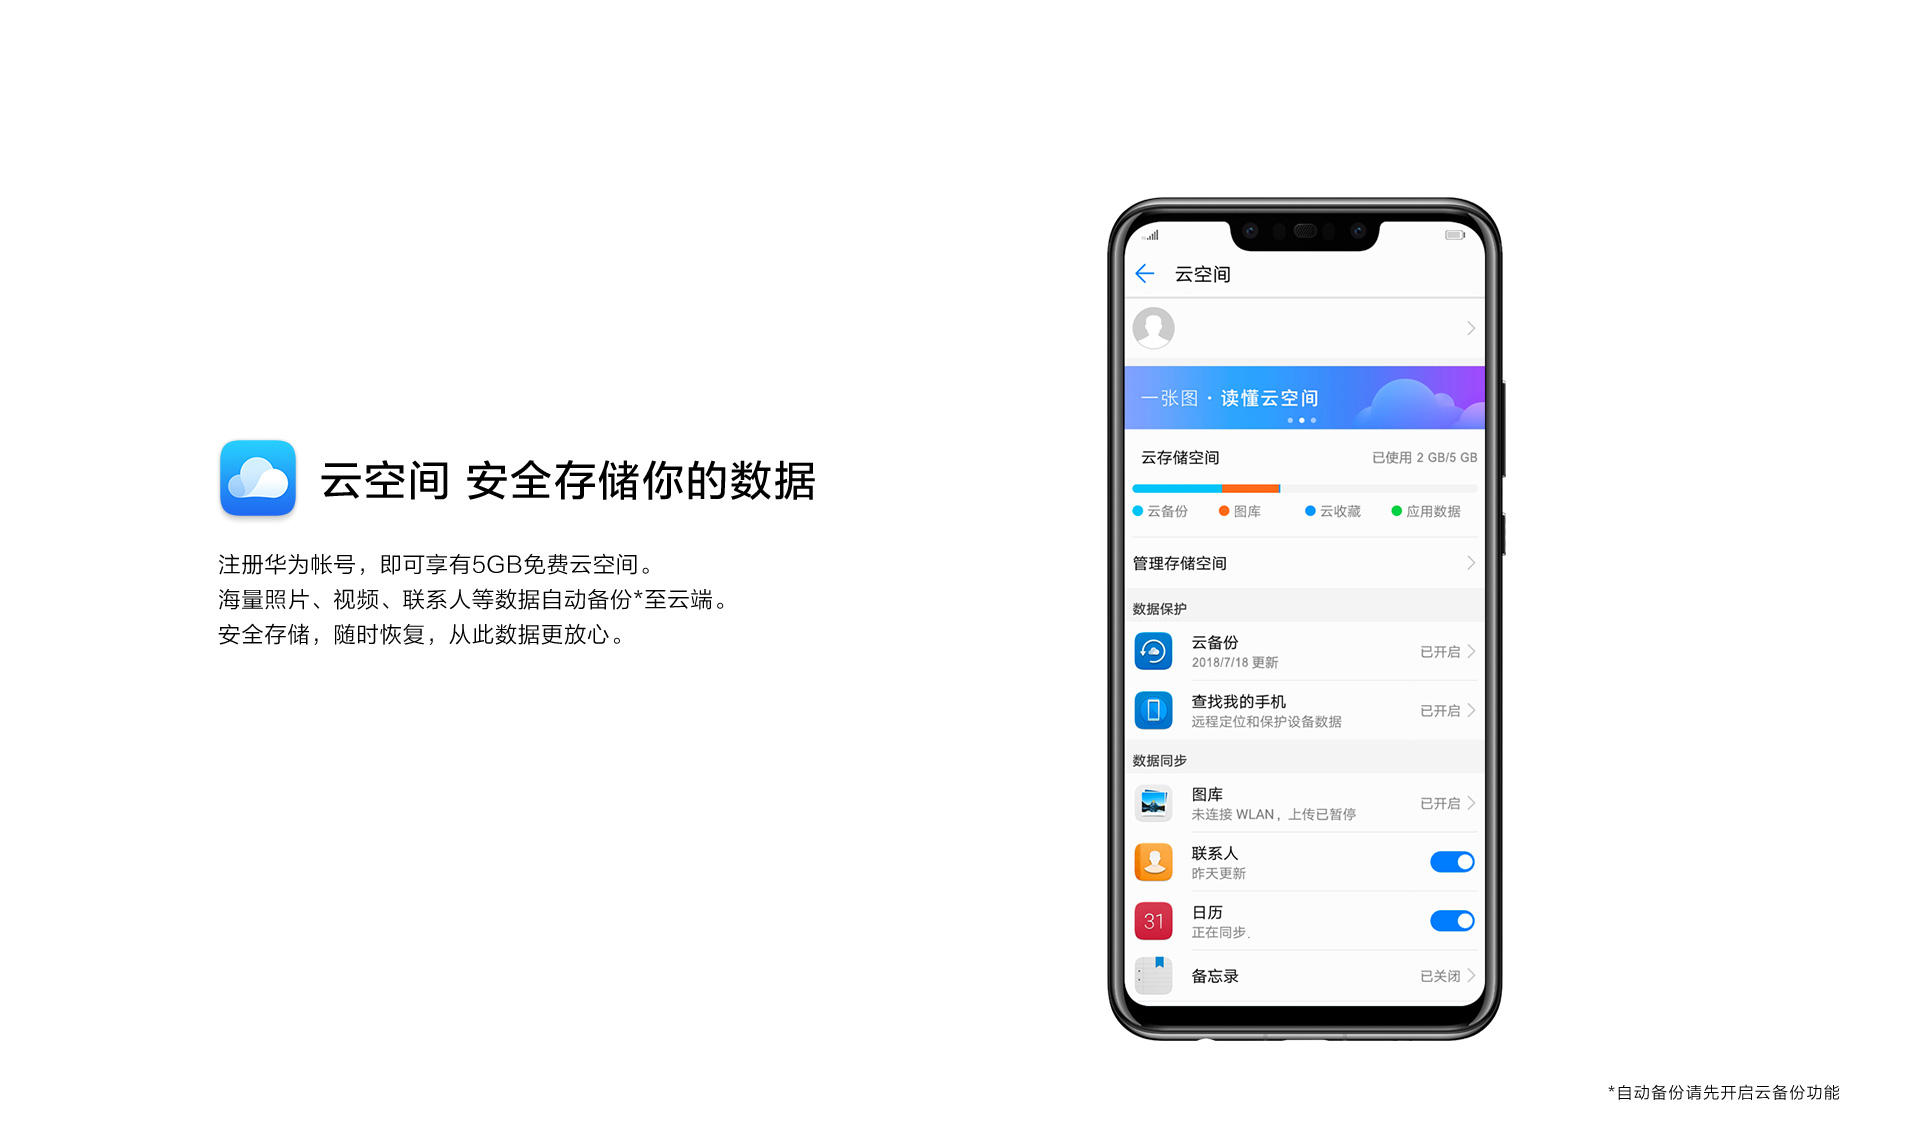 云空间 安全存储你的数据
注册华为帐号，即可享有5GB免费云空间。
海量照片、视频、联系人等数据自动备份*至云端。
安全存储，随时恢复，从此数据更放心。
云空间
一张图·读懂云空间
云存储空间 已使用 2 GB/5 GB
云备份 图库 云收藏 应用数据
管理存储空间
数据保护
云备份
2018/7/18 更新
已开启
查找我的手机
远程定位和保护设备数据
已开启
数据同步
图库
未连接 WLAN，上传已暂停
已开启
联系人
昨天更新
31
日历
正在同步.
备忘录 已关闭
*自动备份请先开启云备份功能